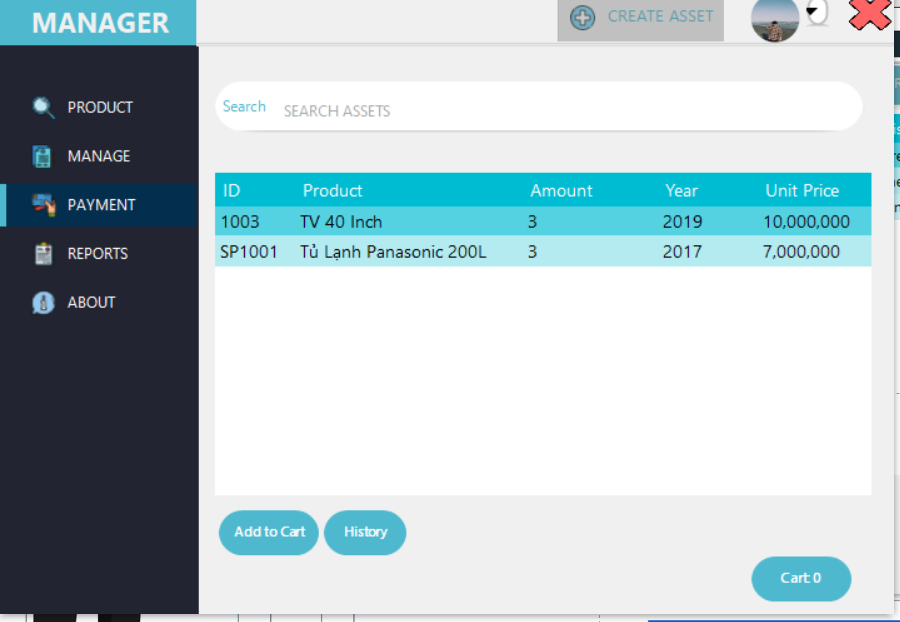 MANAGER
CREATE ASSET
PRODUCT
MANAGE
PAYMENT
REPORTS
ABOUT
Search SEARCH ASSETS
ID Product Amount Year Unit Price
1003 TV 40 Inch 3 2019 10,000,000
SP1001 Tủ Lạnh Panasonic 200L 3 2017 7,000,000
Add to Cart History
Cart: 0